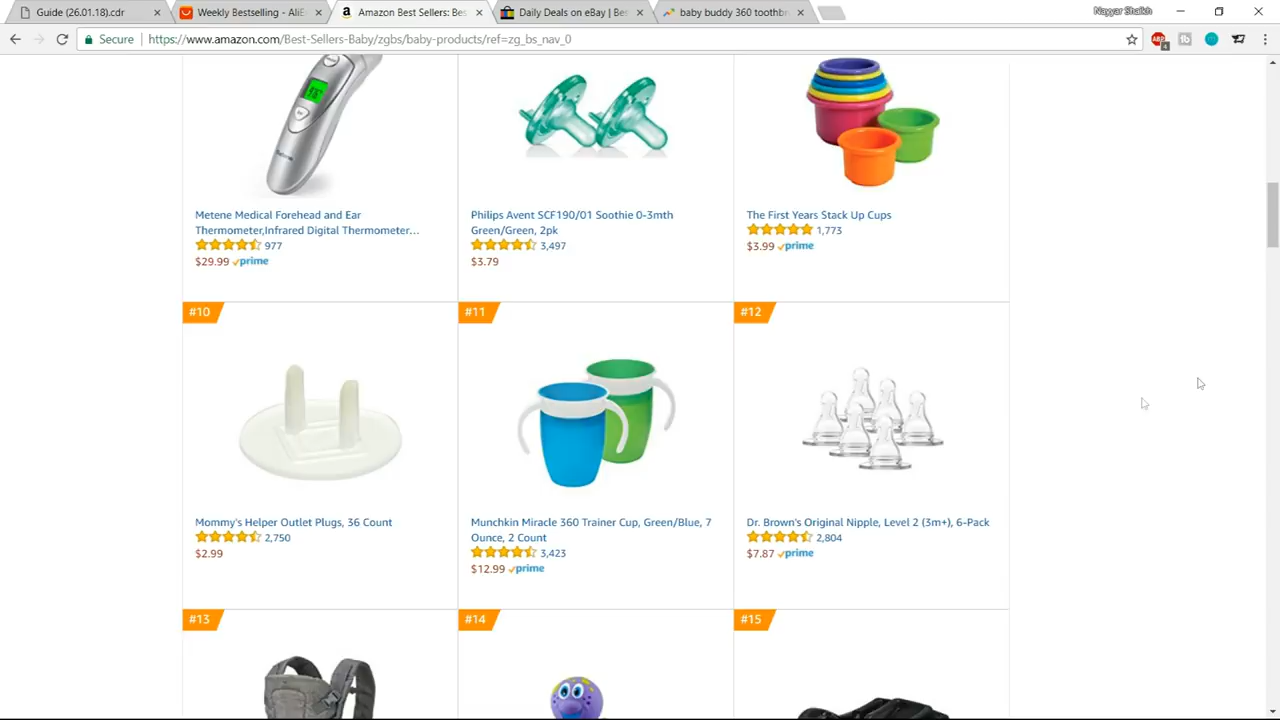 Guide (26.01.18).cdr
Weekly Bestselling - AliE
Amazon Best Sellers: Bes
Daily Deals on eBay | Bes
baby buddy 360 toothbr
Nayyar Shaikh
Secure
https://www.amazon.com/Best-Sellers-Baby/zgbs/baby-products/ref=zg_bs_nav_0
ABP
4
tb
Metene Medical Forehead and Ear
Thermometer,Infrared Digital Thermometer...
977
$29.99 prime
Philips Avent SCF190/01 Soothie 0-3mth
Green/Green, 2pk
3,497
$3.79
The First Years Stack Up Cups
1,773
$3.99 prime
#10
#11
#12
Mommy's Helper Outlet Plugs, 36 Count
2,750
$2.99
Munchkin Miracle 360 Trainer Cup, Green/Blue, 7
Ounce, 2 Count
3,423
$12.99 prime
Dr. Brown's Original Nipple, Level 2 (3m+), 6-Pack
2,804
$7.87 prime
#13
#14
#15